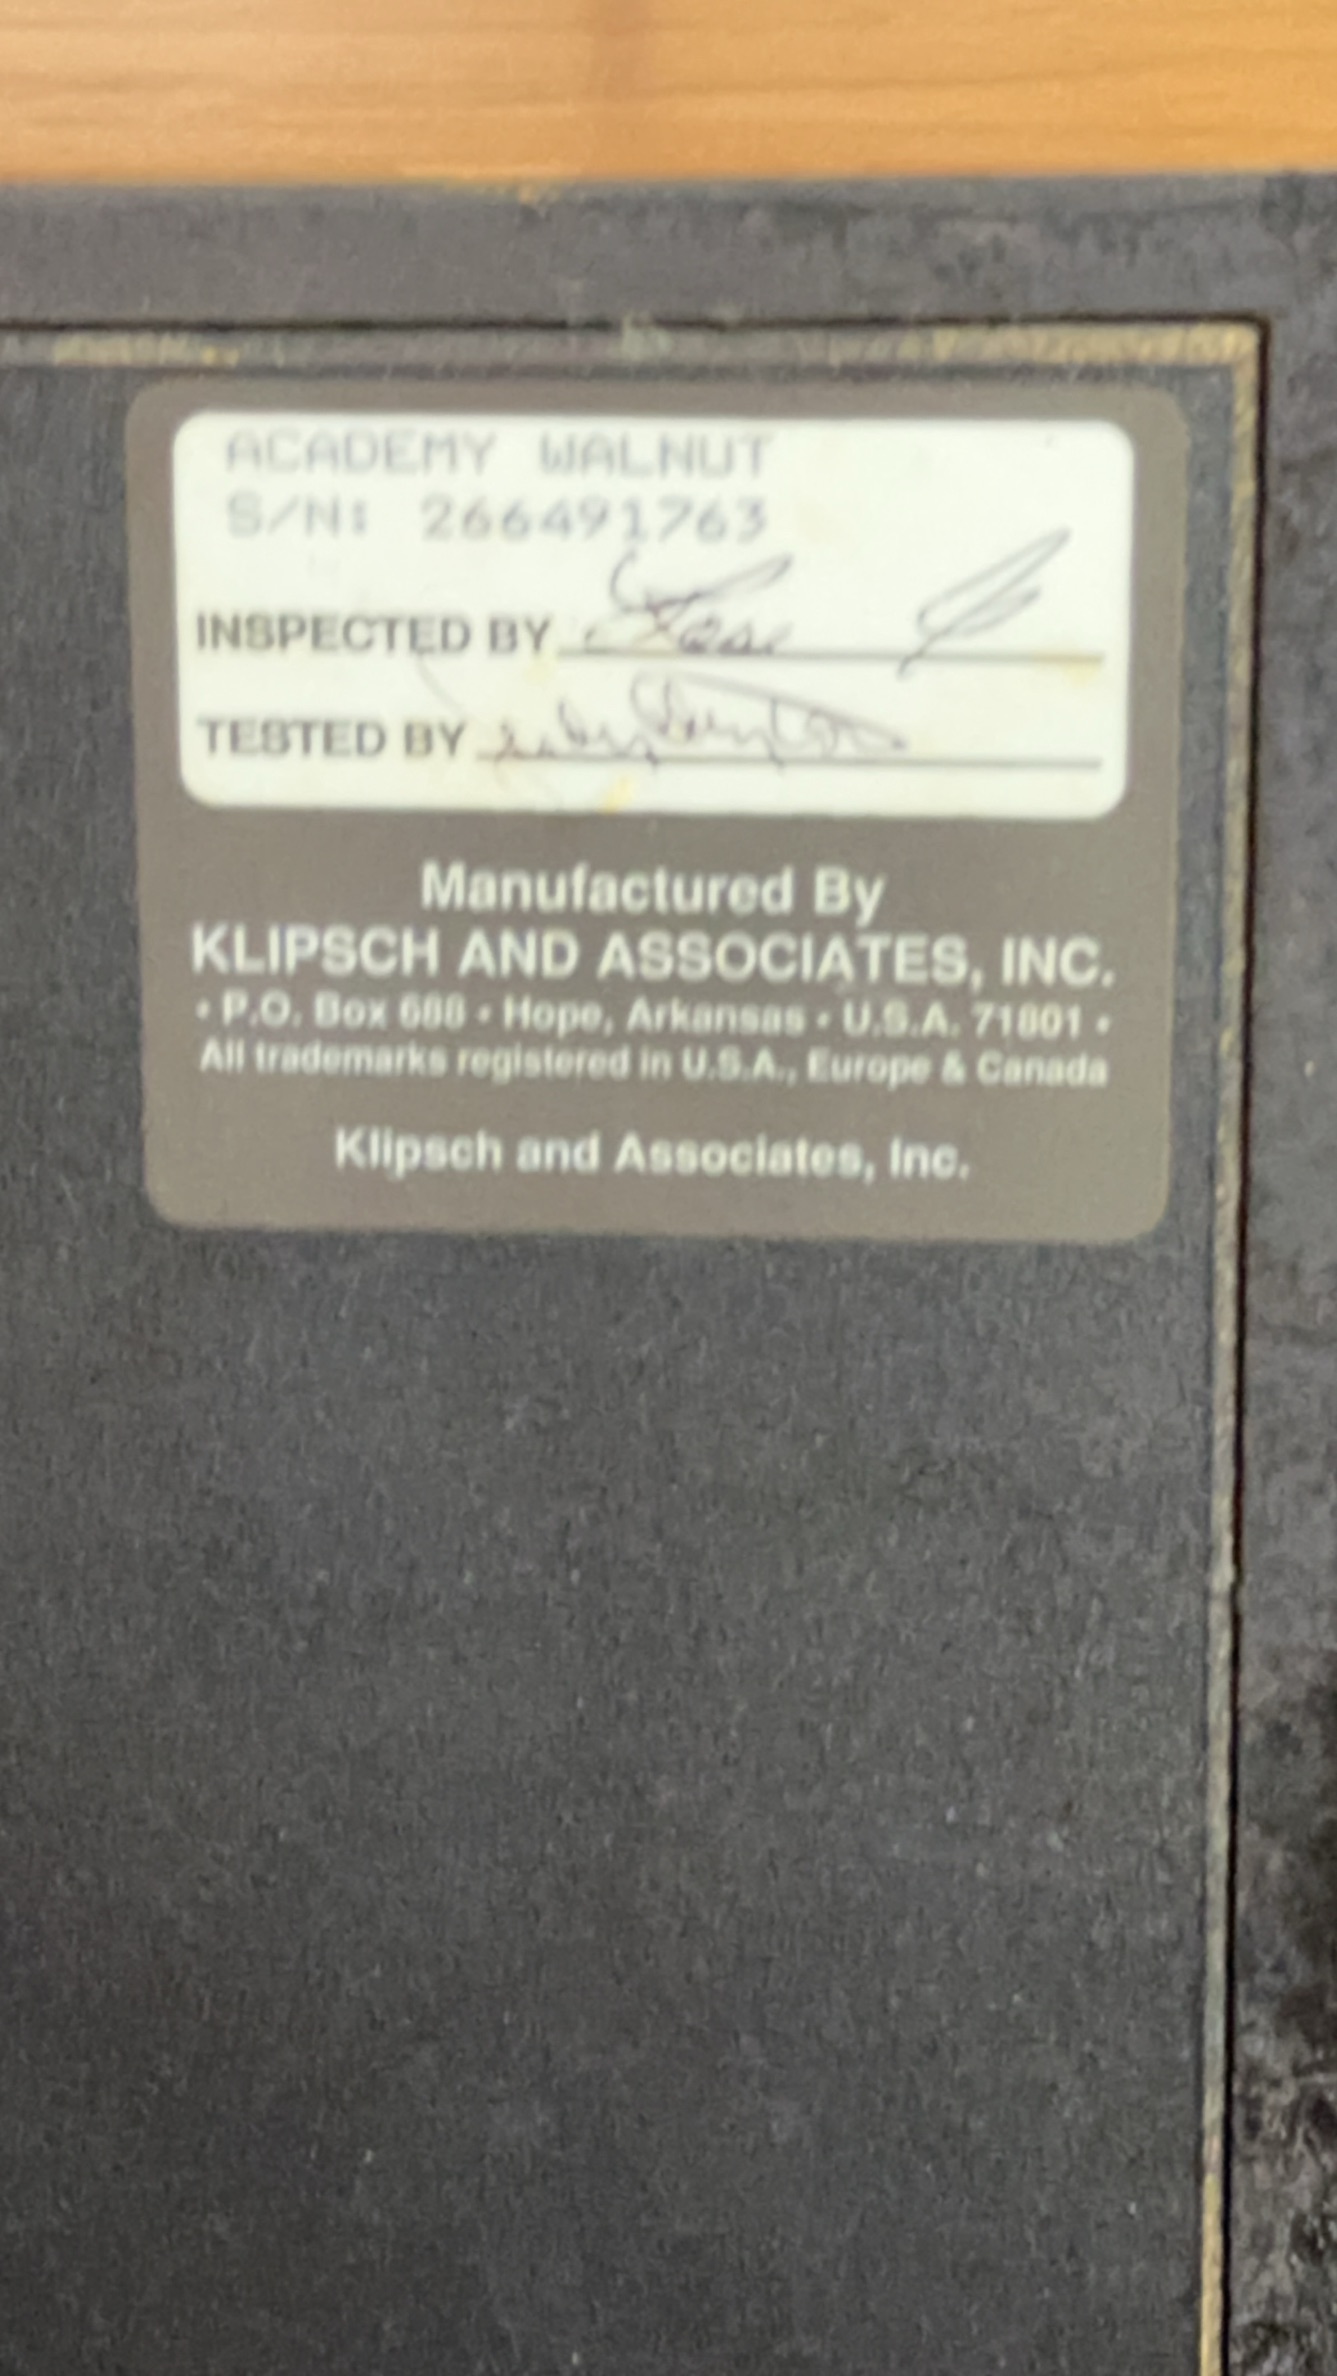 ACADEMY WALNUT
S/N: 266491763
INSPECTED BY
TESTED BY
Manufactured By
KLIPSCH AND ASSOCIATES, INC.
• P.O. Box 688 • Hope, Arkansas • U.S.A. 71801 •
All trademarks registered in U.S.A., Europe & Canada
Klipsch and Associates, Inc.